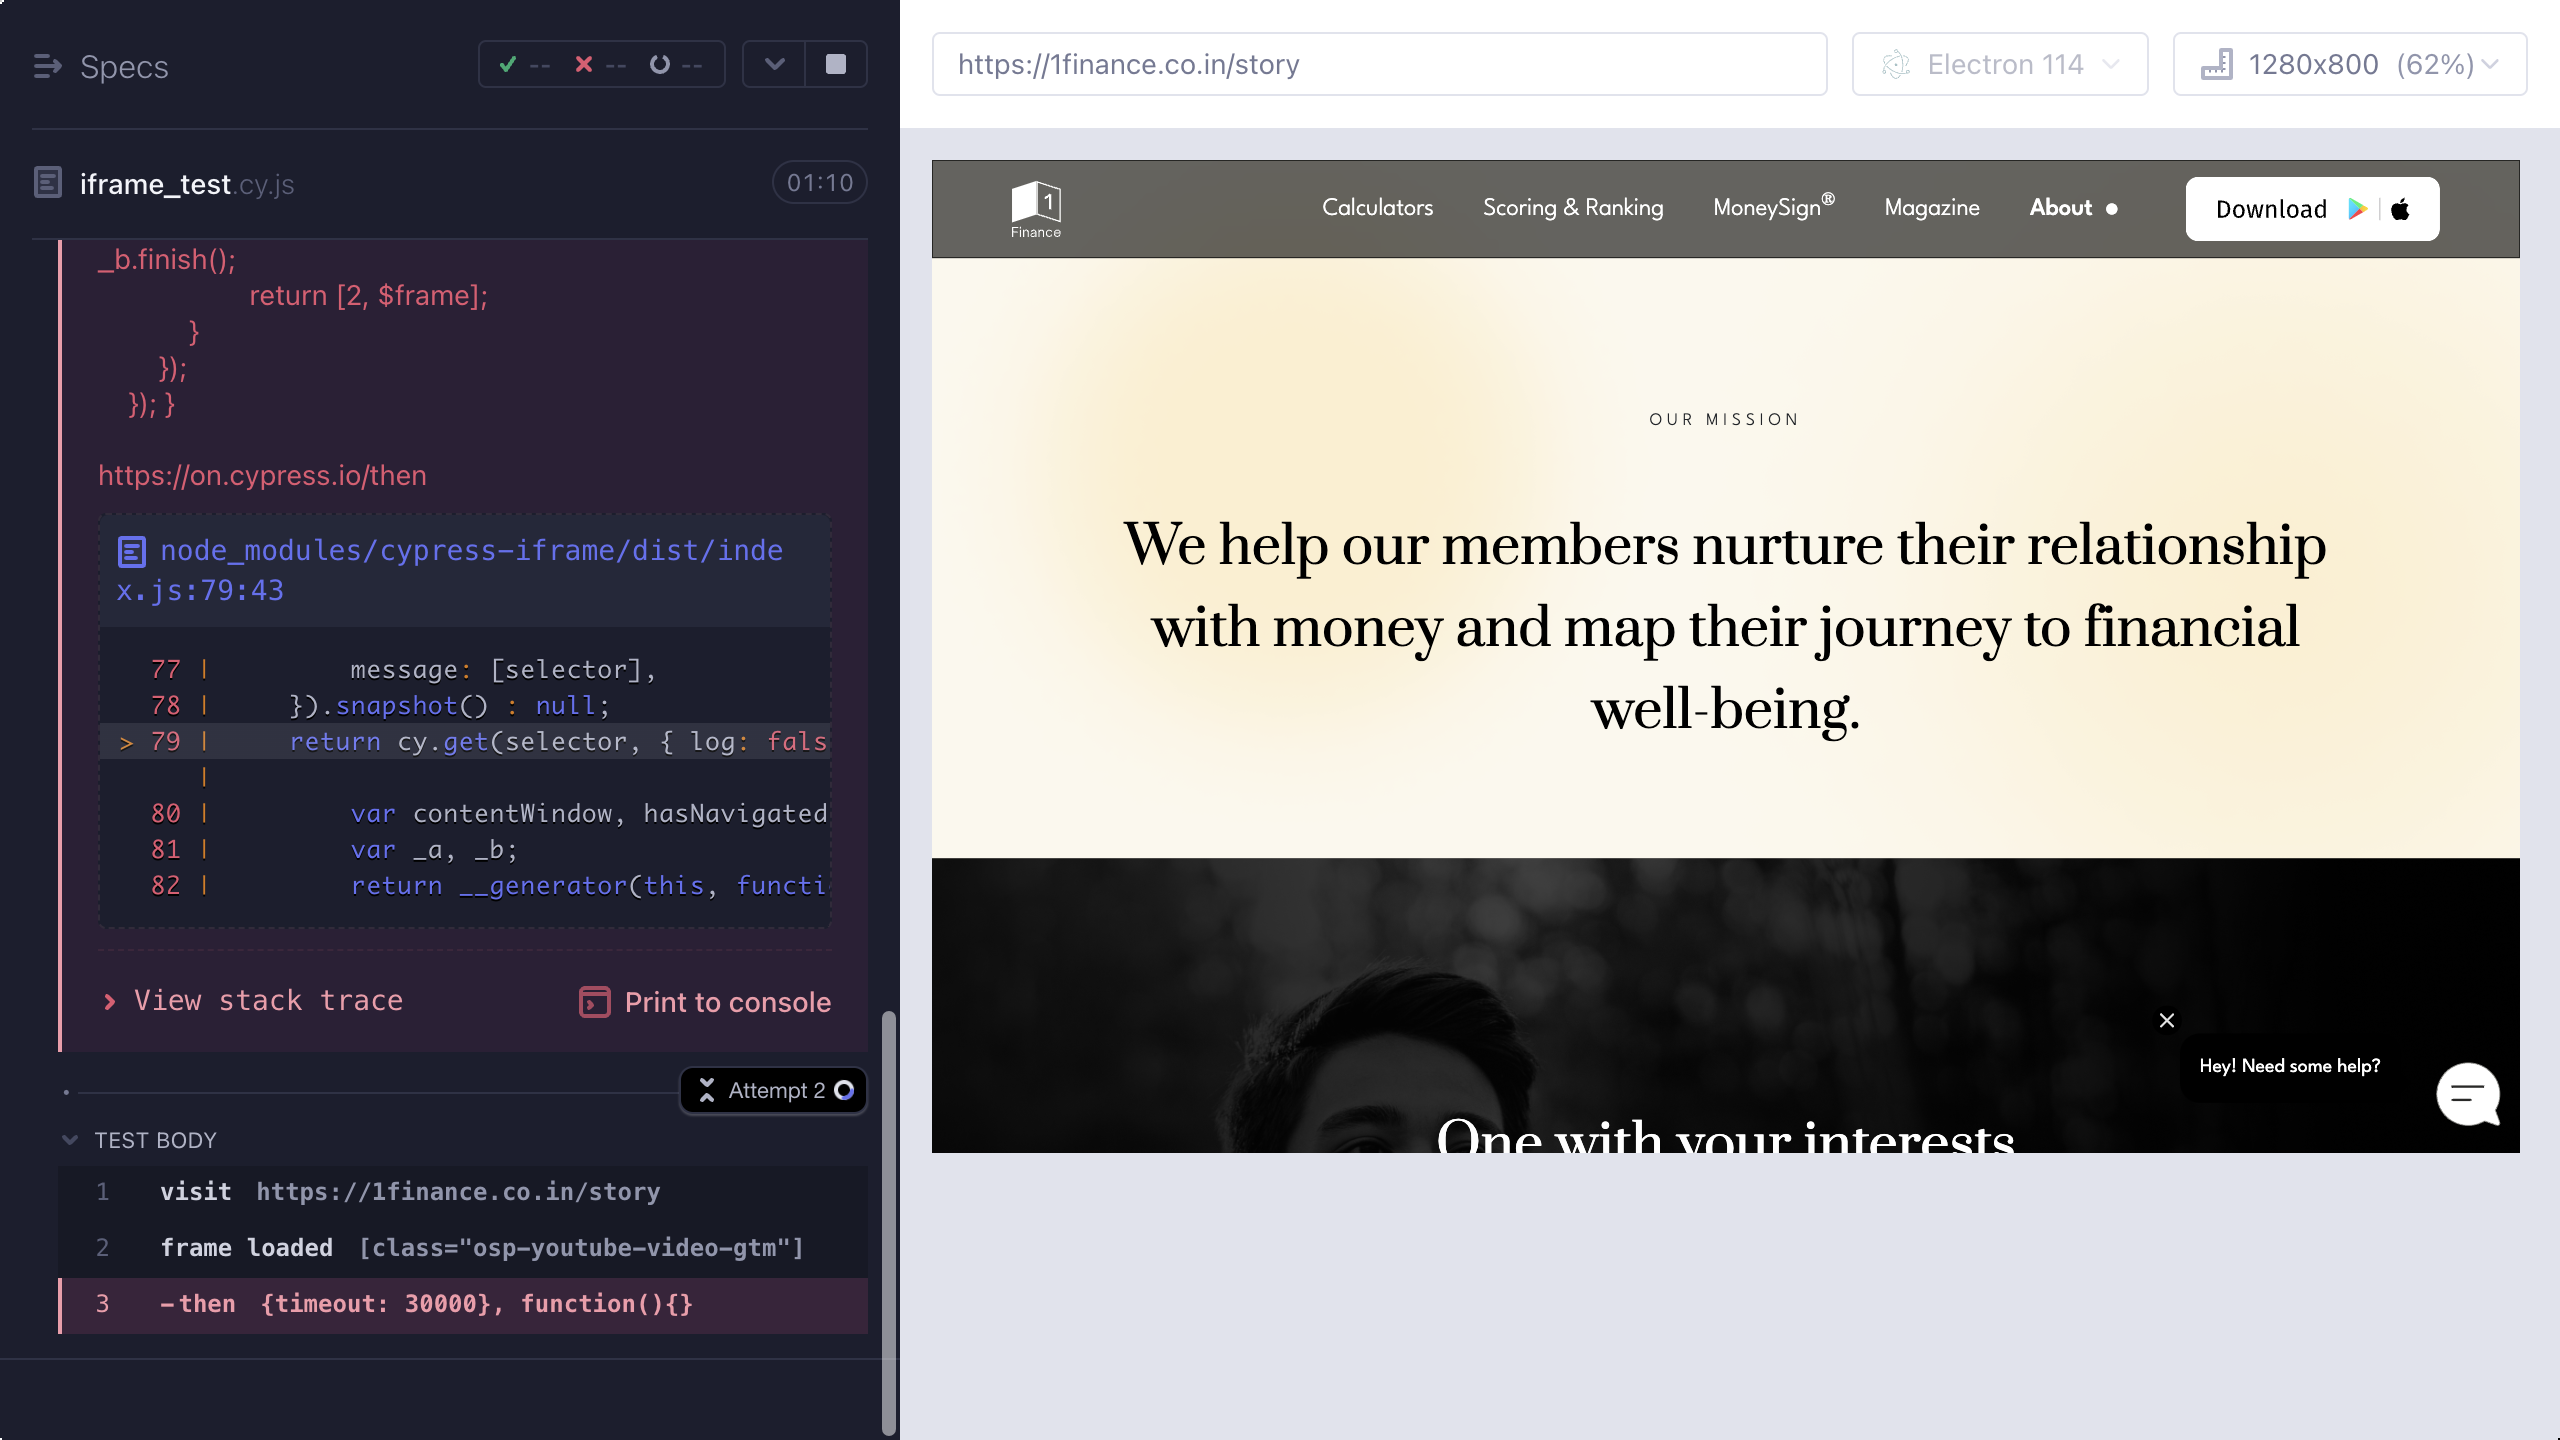 Specs
-- -- --
iframe_test.cy.js
01:10
_b.finish();
return [2, $frame];
}
});
}); }
https://on.cypress.io/then
node_modules/cypress-iframe/dist/inde
x.js:79:43
77 | message: [selector],
78 | }).snapshot() : null;
> 79 | return cy.get(selector, { log: fals
|
80 | var contentWindow, hasNavigated
81 | var _a, _b;
82 | return __generator(this, functi
View stack trace
Print to console
Attempt 2
TEST BODY
1 visit https://1finance.co.in/story
2 frame loaded [class="osp-youtube-video-gtm"]
3 -then {timeout: 30000}, function(){}
https://1finance.co.in/story
Electron 114
1280x800 (62%)
1
Finance
Calculators
Scoring & Ranking
MoneySign®
Magazine
About
Download
OUR MISSION
We help our members nurture their relationship
with money and map their journey to financial
well-being.
Hey! Need some help?
One with your interests